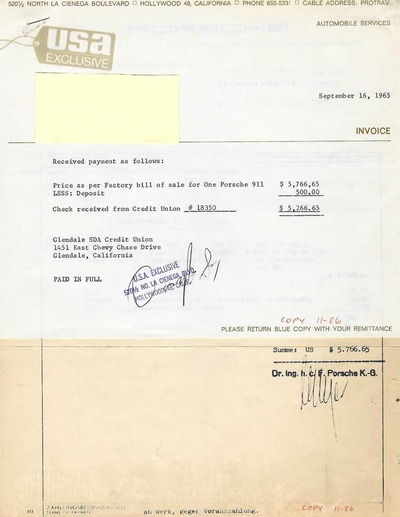 520½ NORTH LA CIENEGA BOULEVARD □ HOLLYWOOD 48, CALIFORNIA □ PHONE 655-5331 □ CABLE ADDRESS: PROTRAV
AUTOMOBILE SERVICES
usa
EXCLUSIVE
September 16, 1965
INVOICE
Received payment as follows:
Price as per Factory bill of sale for One Porsche 911 $ 5,766,65
LESS: Deposit 500,00
Check received from Credit Union # 18350 $ 5,266.65
Glendale SDA Credit Union
1451 East Chevy Chase Drive
Glendale, California
PAID IN FULL
U.S.A. EXCLUSIVE
520½ NO. LA CIENEGA BLVD.
HOLLYWOOD
COPY 11-86
PLEASE RETURN BLUE COPY WITH YOUR REMITTANCE
Summe: US $ 5.766.65
Dr. Ing. h. c. F. Porsche K.-G.
ZAHLUNGSBEDINGUNGEN
TERMS OF PAYMENT
ab Werk, gegen Vorauszahlung.
COPY 11-86